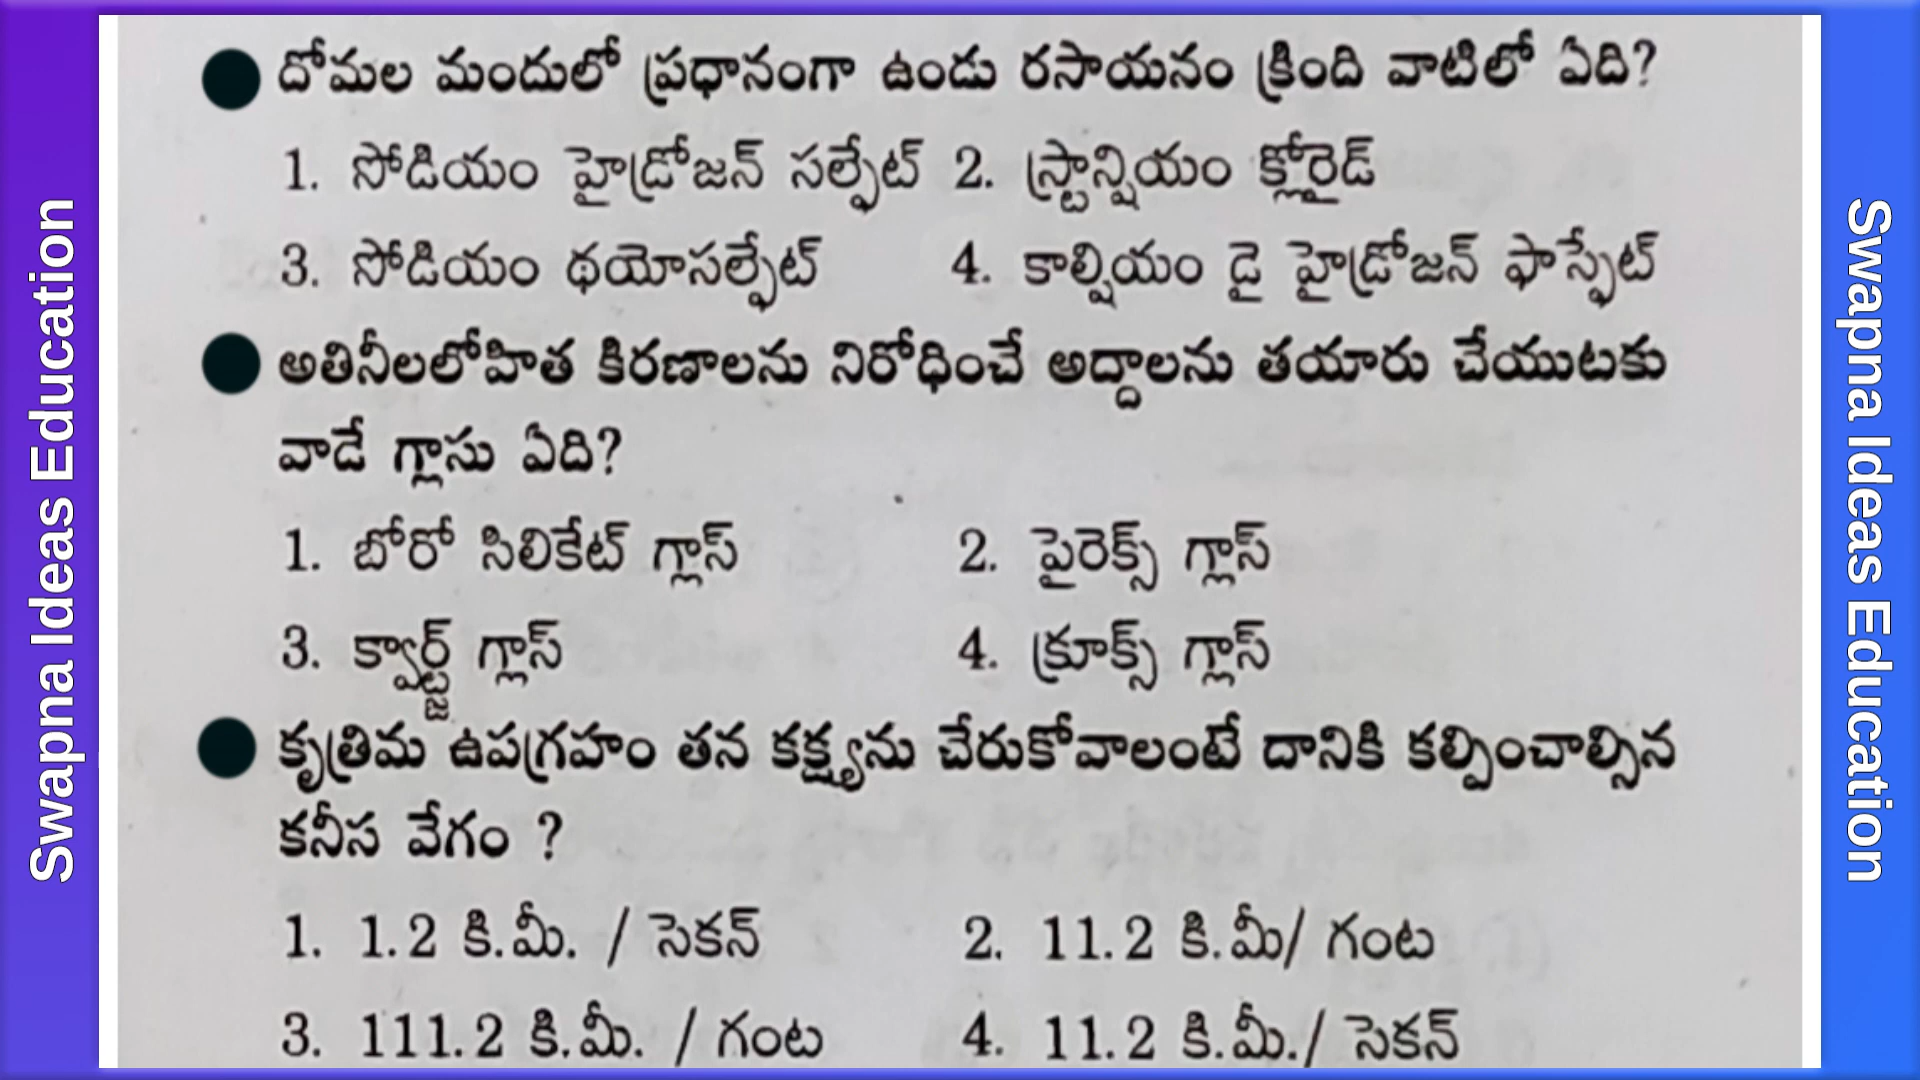 Swapna Ideas Education
దోమల మందులో ప్రధానంగా ఉండు రసాయనం క్రింది వాటిలో ఏది?
1. సోడియం హైడ్రోజన్ సల్ఫేట్ 2. స్ట్రాన్షియం క్లోరైడ్
3. సోడియం థయోసల్ఫేట్ 4. కాల్షియం డై హైడ్రోజన్ ఫాస్ఫేట్
అతినీలలోహిత కిరణాలను నిరోధించే అద్దాలను తయారు చేయుటకు
వాడే గ్లాసు ఏది?
1. బోరో సిలికేట్ గ్లాస్ 2. పైరెక్స్ గ్లాస్
3. క్వార్ట్జ్ గ్లాస్ 4. క్రూక్స్ గ్లాస్
కృత్రిమ ఉపగ్రహం తన కక్ష్యను చేరుకోవాలంటే దానికి కల్పించాల్సిన
కనీస వేగం ?
1. 1.2 కి.మీ. / సెకన్ 2. 11.2 కి.మీ/ గంట
3. 111.2 కి.మీ. / గంట 4. 11.2 కి.మీ./ సెకన్
Swapna Ideas Education